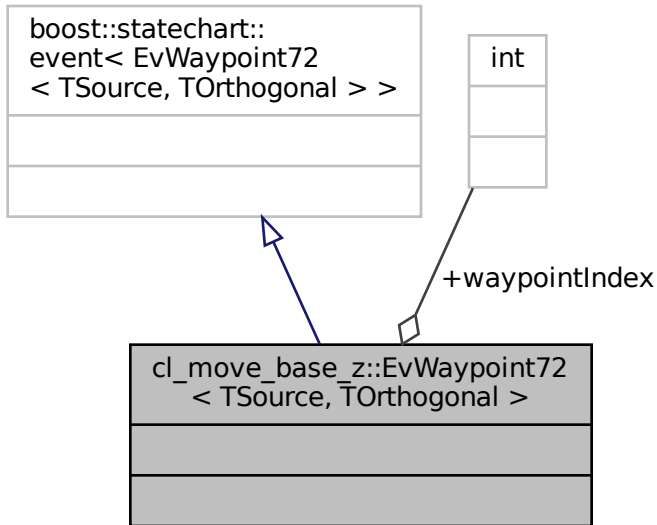 boost::statechart::
event< EvWaypoint72
< TSource, TOrthogonal > >
int
+waypointIndex
cl_move_base_z::EvWaypoint72
< TSource, TOrthogonal >